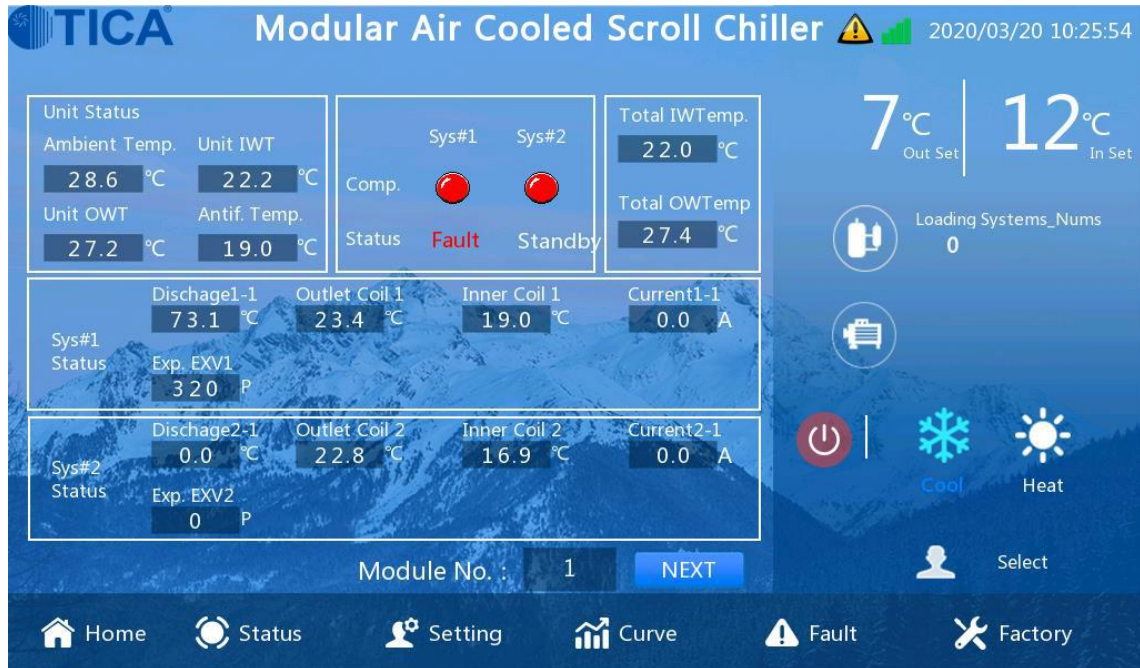 TICA®
Modular Air Cooled Scroll Chiller
2020/03/20 10:25:54
Unit Status
Ambient Temp. Unit IWT
28.6 ℃ 22.2 ℃
Unit OWT Antif. Temp.
27.2 ℃ 19.0 ℃
Sys#1 Sys#2
Comp.
Status Fault Standby
Total IWTemp.
22.0 ℃
Total OWTemp
27.4 ℃
7℃ Out Set
12℃ In Set
Loading Systems_Nums
0
Sys#1
Status
Dischage1-1 Outlet Coil 1 Inner Coil 1 Current1-1
73.1 ℃ 23.4 ℃ 19.0 ℃ 0.0 A
Exp. EXV1
320 P
Sys#2
Status
Dischage2-1 Outlet Coil 2 Inner Coil 2 Current2-1
0.0 ℃ 22.8 ℃ 16.9 ℃ 0.0 A
Exp. EXV2
0 P
Cool Heat
Module No. : 1 NEXT
Select
Home Status Setting Curve Fault Factory